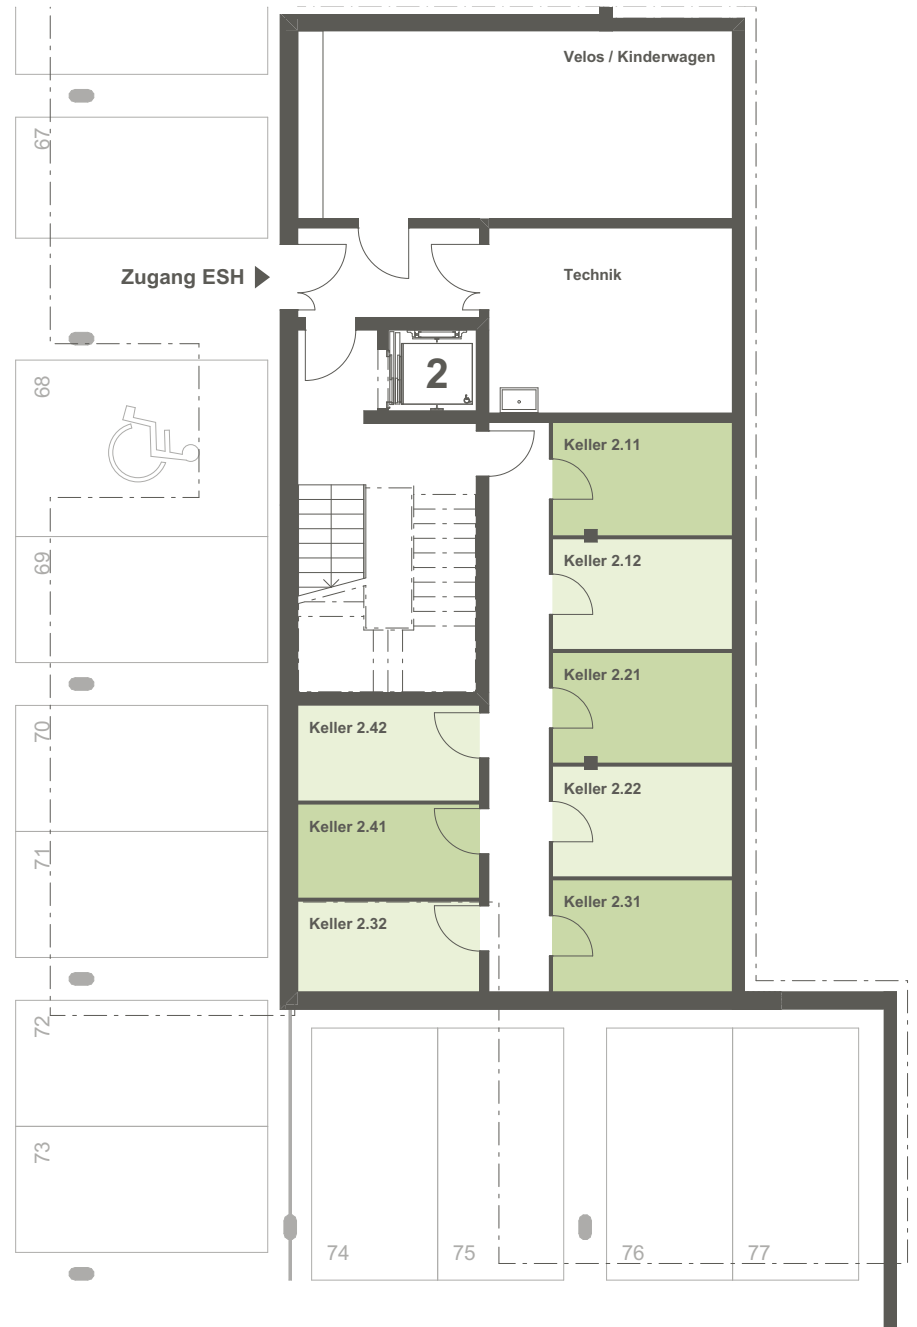 Velos / Kinderwagen
67
Zugang ESH
Technik
2
68
Keller 2.11
69
Keller 2.12
Keller 2.21
70
Keller 2.42
Keller 2.22
71
Keller 2.41
Keller 2.31
Keller 2.32
72
73
74
75
76
77